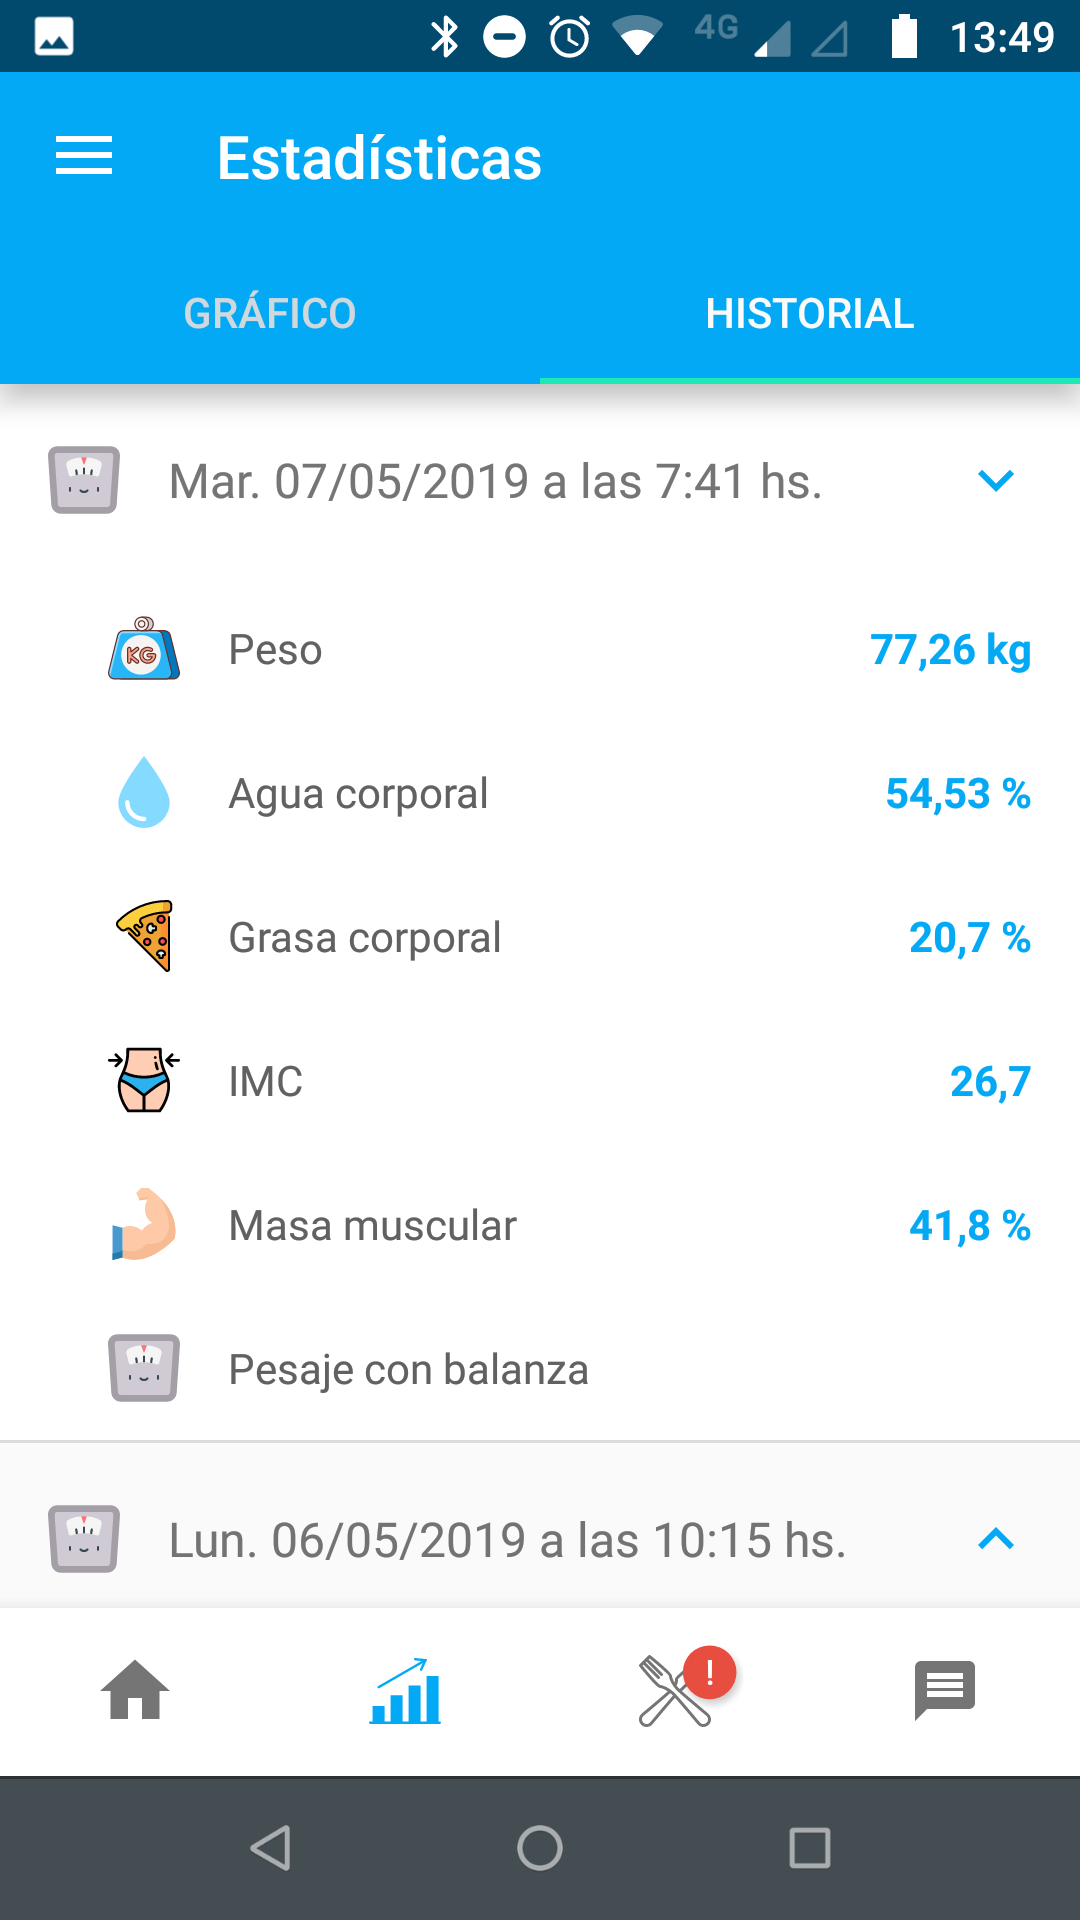 4G 13:49
Estadísticas
GRÁFICO HISTORIAL
Mar. 07/05/2019 a las 7:41 hs.
KG Peso 77,26 kg
Agua corporal 54,53 %
Grasa corporal 20,7 %
IMC 26,7
Masa muscular 41,8 %
Pesaje con balanza
Lun. 06/05/2019 a las 10:15 hs.
!